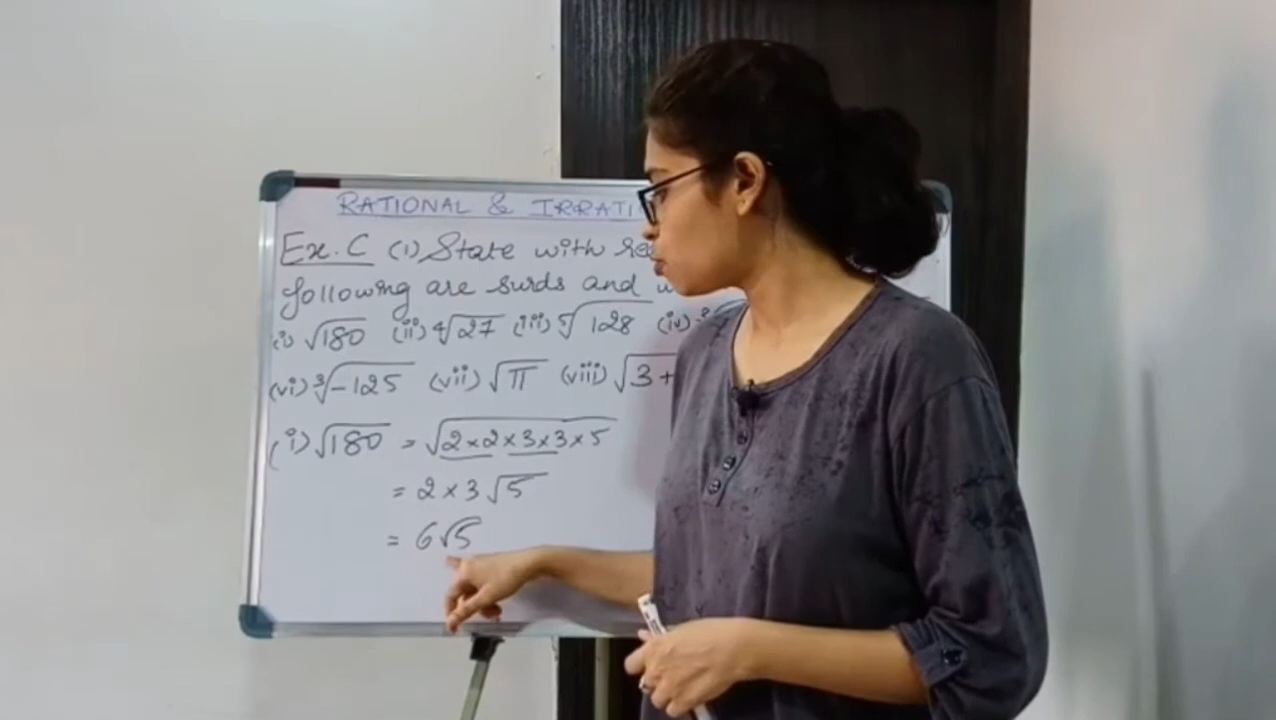 RATIONAL & IRRATI
Ex. C (1) State with
following are surds and
(i) √180 (ii) ∜27 (iii) ⁵√128 (iv)
(vi) ³√-125 (vii) √π (viii) √3+
(i) √180 = √2×2×3×3×5
= 2×3√5
= 6√5